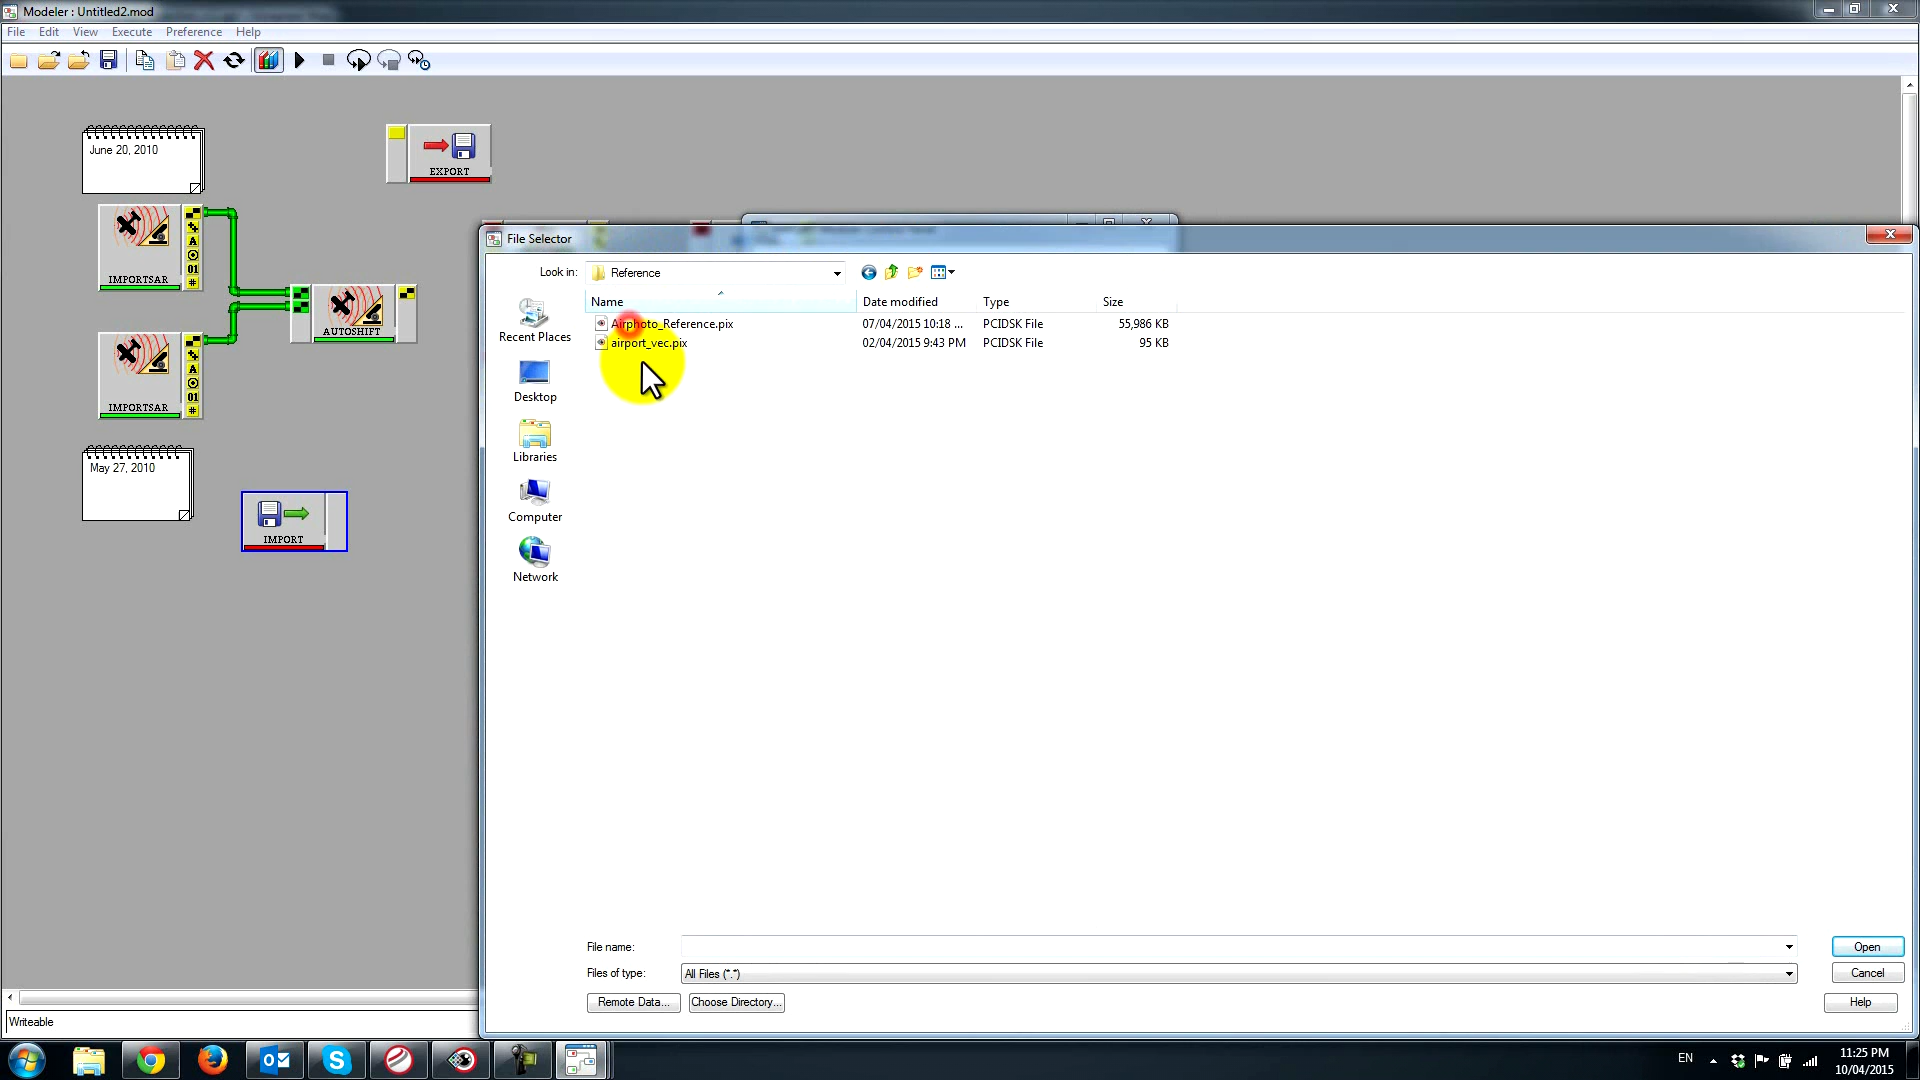 Modeler : Untitled2.mod
File Edit View Execute Preference Help
June 20, 2010
EXPORT
IMPORTSAR
A
01
#
AUTOSHIFT
IMPORTSAR
A
01
#
May 27, 2010
IMPORT
File Selector
Look in: Reference
Name Date modified Type Size
Airphoto_Reference.pix 07/04/2015 10:18 ... PCIDSK File 55,986 KB
airport_vec.pix 02/04/2015 9:43 PM PCIDSK File 95 KB
Recent Places
Desktop
Libraries
Computer
Network
File name:
Open
Files of type: All Files (*.*)
Cancel
Remote Data... Choose Directory...
Help
Writeable
EN
11:25 PM
10/04/2015